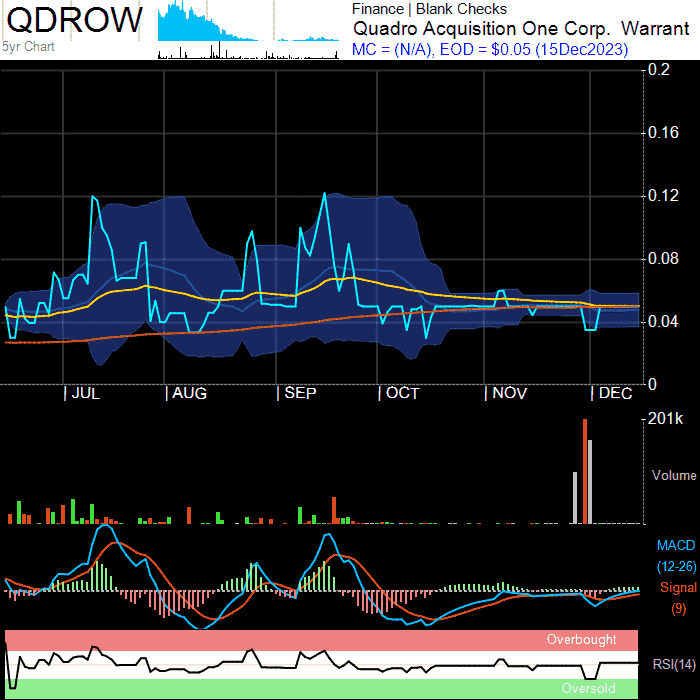 QDROW
5yr Chart
Finance | Blank Checks
Quadro Acquisition One Corp. Warrant
MC = (N/A), EOD = $0.05 (15Dec2023)
0.2
0.16
0.12
0.08
0.04
0
| JUL | AUG | SEP | OCT | NOV | DEC
201k
Volume
MACD
(12-26)
Signal
(9)
Overbought
RSI(14)
Oversold